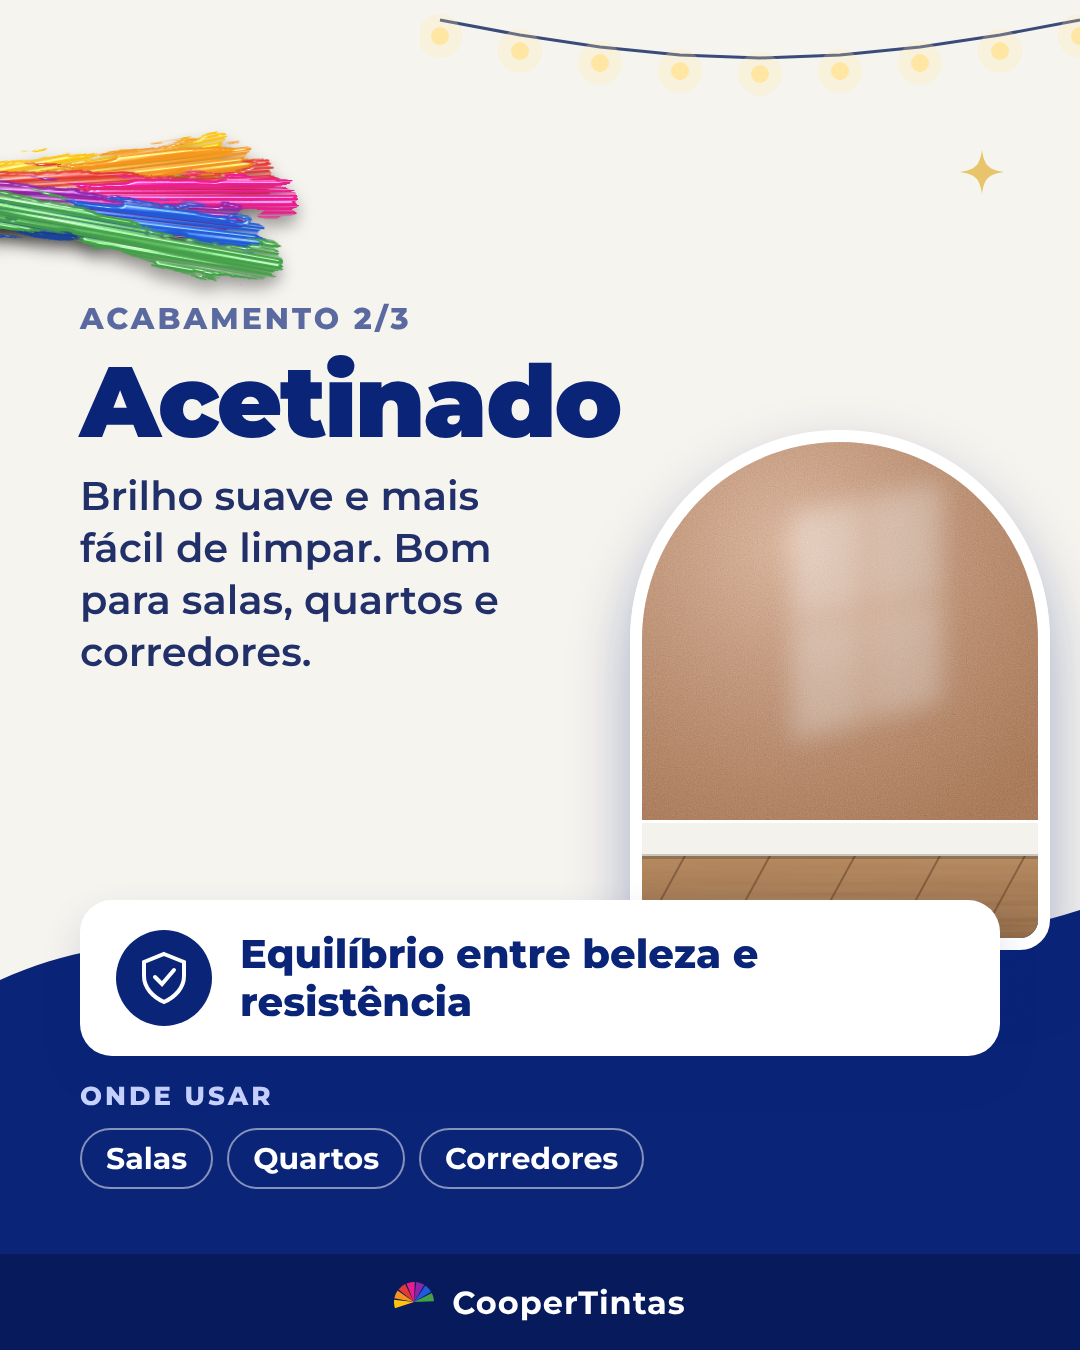 ACABAMENTO 2/3
Acetinado
Brilho suave e mais
fácil de limpar. Bom
para salas, quartos e
corredores.
Equilíbrio entre beleza e
resistência
ONDE USAR
Salas
Quartos
Corredores
CooperTintas